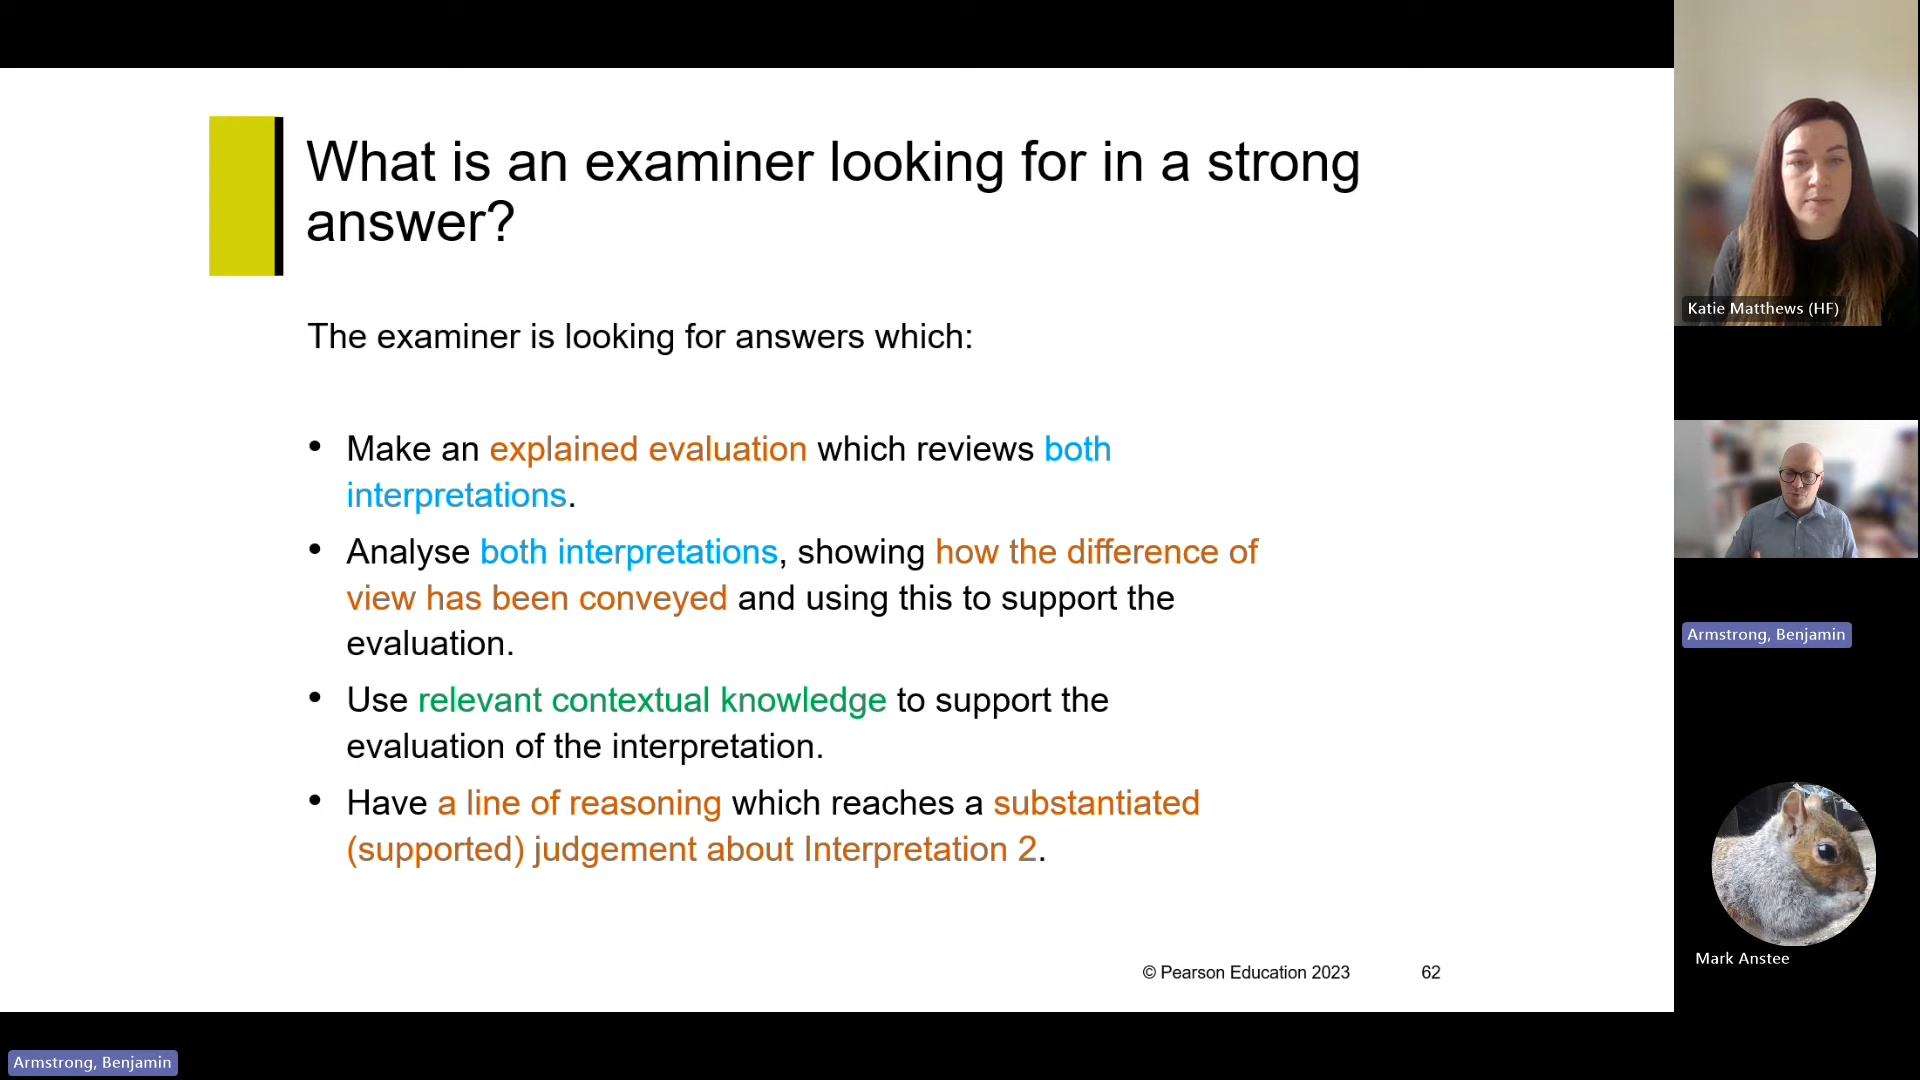 What is an examiner looking for in a strong
answer?
The examiner is looking for answers which:
• Make an explained evaluation which reviews both
interpretations.
• Analyse both interpretations, showing how the difference of
view has been conveyed and using this to support the
evaluation.
• Use relevant contextual knowledge to support the
evaluation of the interpretation.
• Have a line of reasoning which reaches a substantiated
(supported) judgement about Interpretation 2.
© Pearson Education 2023
62
Katie Matthews (HF)
Armstrong, Benjamin
Mark Anstee
Armstrong, Benjamin